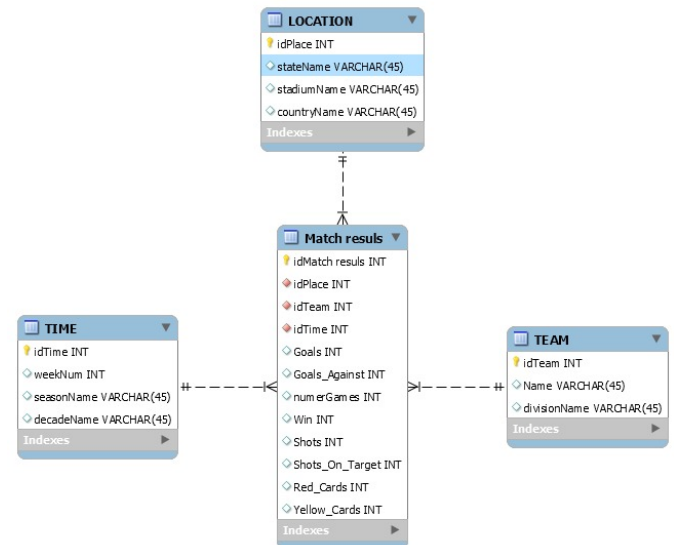 LOCATION
idPlace INT
stateName VARCHAR(45)
stadiumName VARCHAR(45)
countryName VARCHAR(45)
Indexes
Match resuls
idMatch resuls INT
idPlace INT
idTeam INT
idTime INT
Goals INT
Goals_Against INT
numerGames INT
Win INT
Shots INT
Shots_On_Target INT
Red_Cards INT
Yellow_Cards INT
Indexes
TIME
idTime INT
weekNum INT
seasonName VARCHAR(45)
decadeName VARCHAR(45)
Indexes
TEAM
idTeam INT
Name VARCHAR(45)
divisionName VARCHAR(45)
Indexes